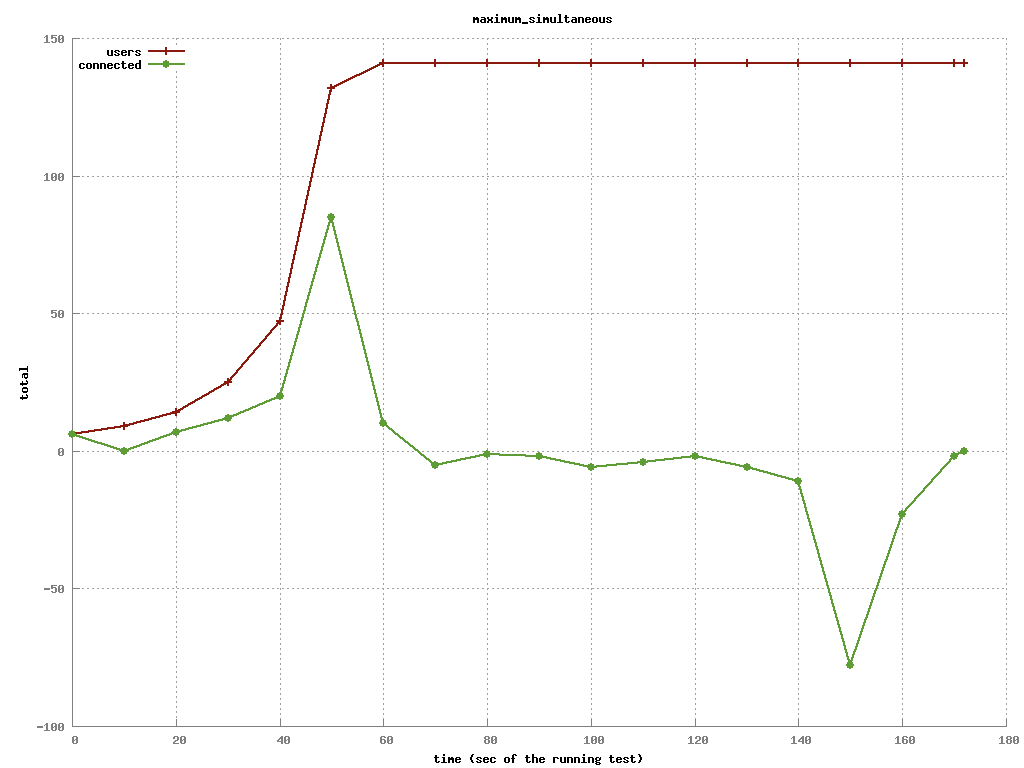 maximum_simultaneous
users
connected
150
100
50
0
-50
-100
total
0 20 40 60 80 100 120 140 160 180
time (sec of the running test)